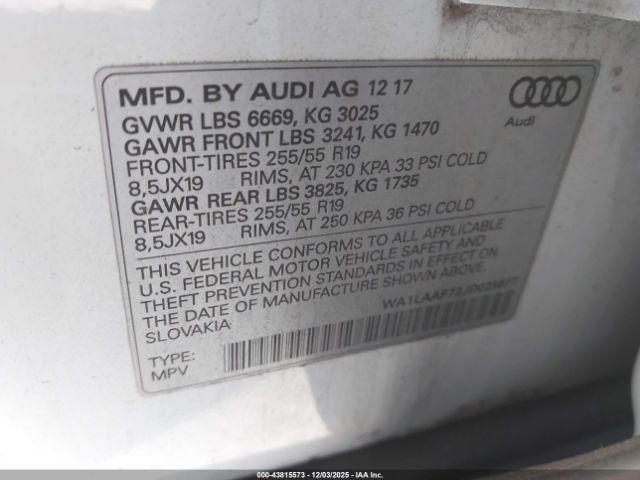 MFD. BY AUDI AG 12 17
GVWR LBS 6669, KG 3025
GAWR FRONT LBS 3241, KG 1470
FRONT-TIRES 255/55 R19
8,5JX19 RIMS, AT 230 KPA 33 PSI COLD
GAWR REAR LBS 3825, KG 1735
REAR-TIRES 255/55 R19
8,5JX19 RIMS, AT 250 KPA 36 PSI COLD
Audi
THIS VEHICLE CONFORMS TO ALL APPLICABLE
U.S. FEDERAL MOTOR VEHICLE SAFETY AND
THEFT PREVENTION STANDARDS IN EFFECT ON
THE DATE OF MANUFACTURE SHOWN ABOVE.
SLOVAKIA
TYPE:
MPV
00-43815573 - 12/03/2025 - IAA Inc.